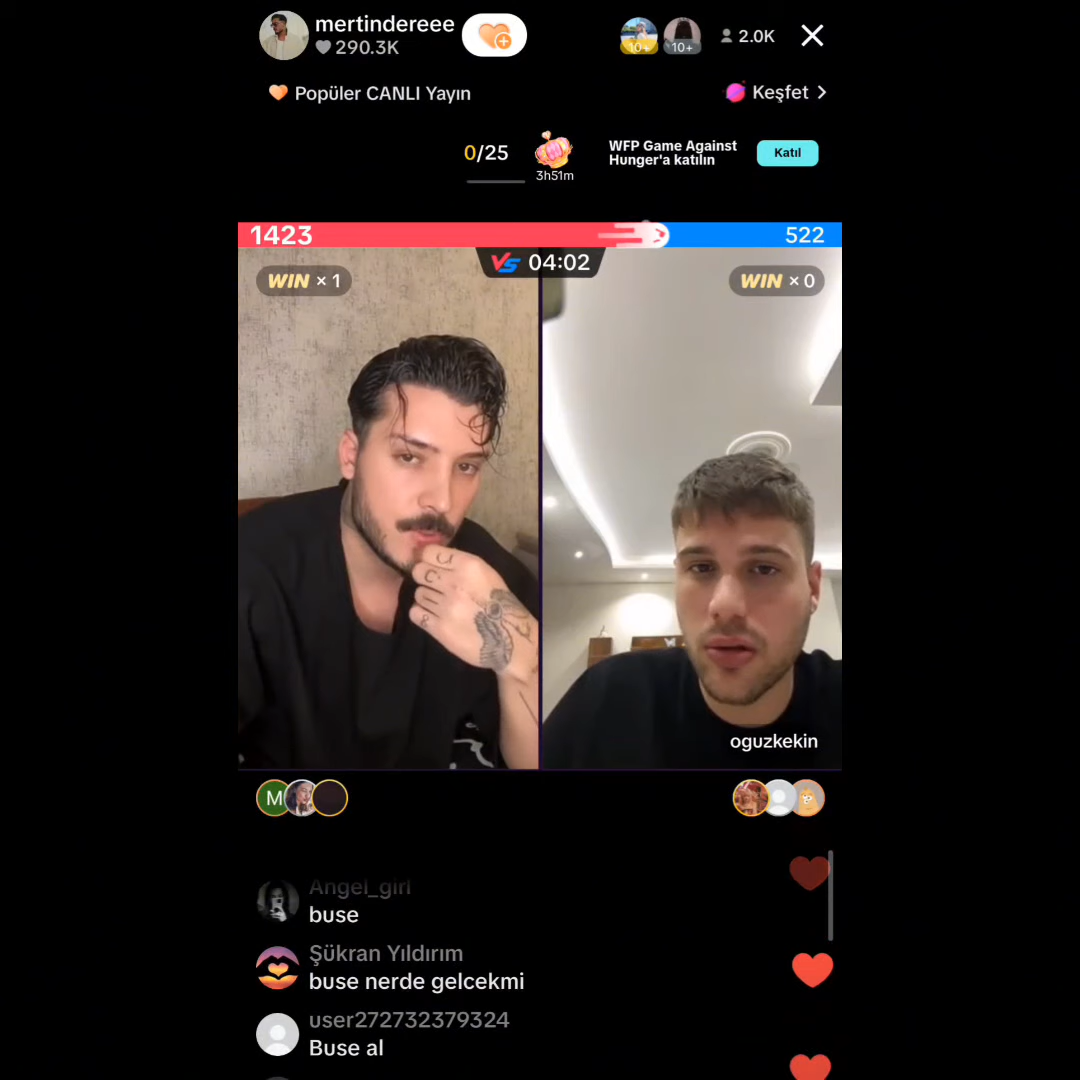 mertindereee
290.3K
10+
10+
2.0K
Popüler CANLI Yayın
Keşfet
0/25
3h51m
WFP Game Against
Hunger'a katılın
Katıl
1423
522
VS 04:02
WIN × 1
WIN × 0
oguzkekin
M
Angel_girl
buse
Şükran Yıldırım
buse nerde gelcekmi
user272732379324
Buse al